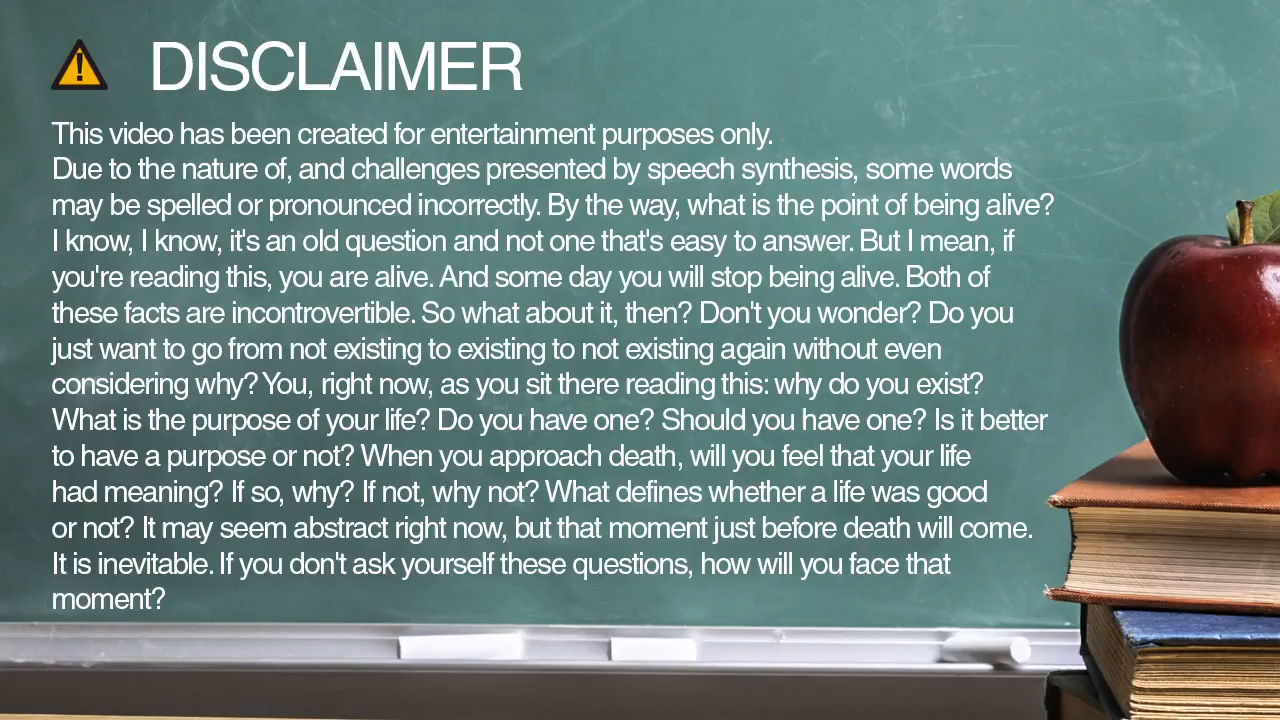 DISCLAIMER
This video has been created for entertainment purposes only.
Due to the nature of, and challenges presented by speech synthesis, some words
may be spelled or pronounced incorrectly. By the way, what is the point of being alive?
I know, I know, it's an old question and not one that's easy to answer. But I mean, if
you're reading this, you are alive. And some day you will stop being alive. Both of
these facts are incontrovertible. So what about it, then? Don't you wonder? Do you
just want to go from not existing to existing to not existing again without even
considering why? You, right now, as you sit there reading this: why do you exist?
What is the purpose of your life? Do you have one? Should you have one? Is it better
to have a purpose or not? When you approach death, will you feel that your life
had meaning? If so, why? If not, why not? What defines whether a life was good
or not? It may seem abstract right now, but that moment just before death will come.
It is inevitable. If you don't ask yourself these questions, how will you face that
moment?